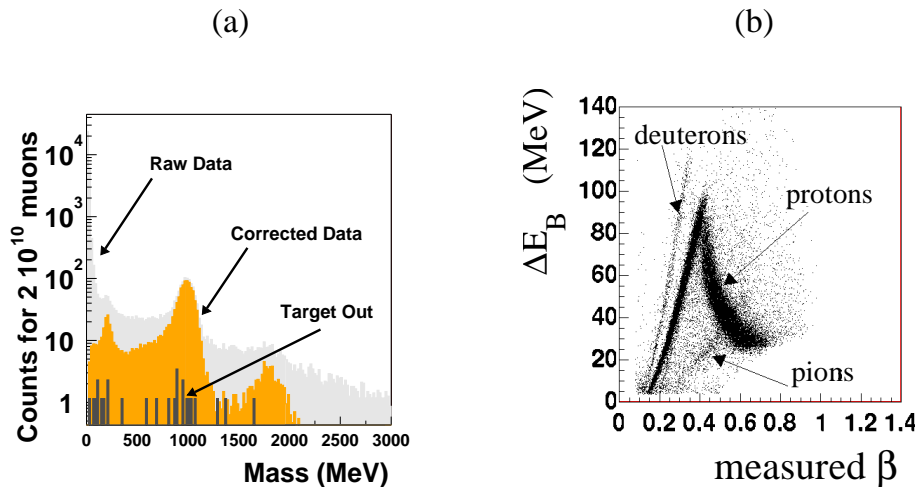 (a)
(b)
Counts for 2 10^10 muons
10^4
10^3
10^2
10
1
Raw Data
Corrected Data
Target Out
0 500 1000 1500 2000 2500 3000
Mass (MeV)
ΔE_B (MeV)
140
120
100
80
60
40
20
0
deuterons
protons
pions
0 0.2 0.4 0.6 0.8 1 1.2 1.4
measured β